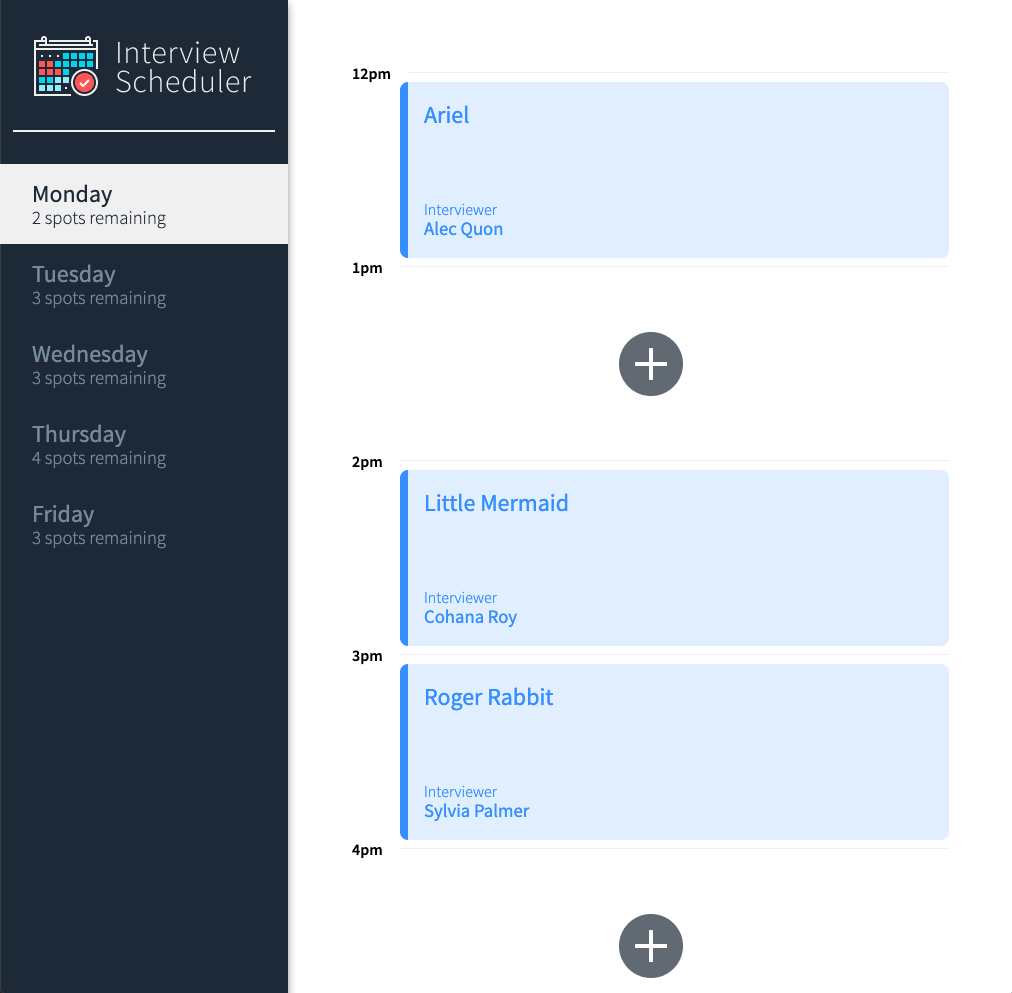 Interview
Scheduler
Monday
2 spots remaining
Tuesday
3 spots remaining
Wednesday
3 spots remaining
Thursday
4 spots remaining
Friday
3 spots remaining
12pm
Ariel
Interviewer
Alec Quon
1pm
2pm
Little Mermaid
Interviewer
Cohana Roy
3pm
Roger Rabbit
Interviewer
Sylvia Palmer
4pm